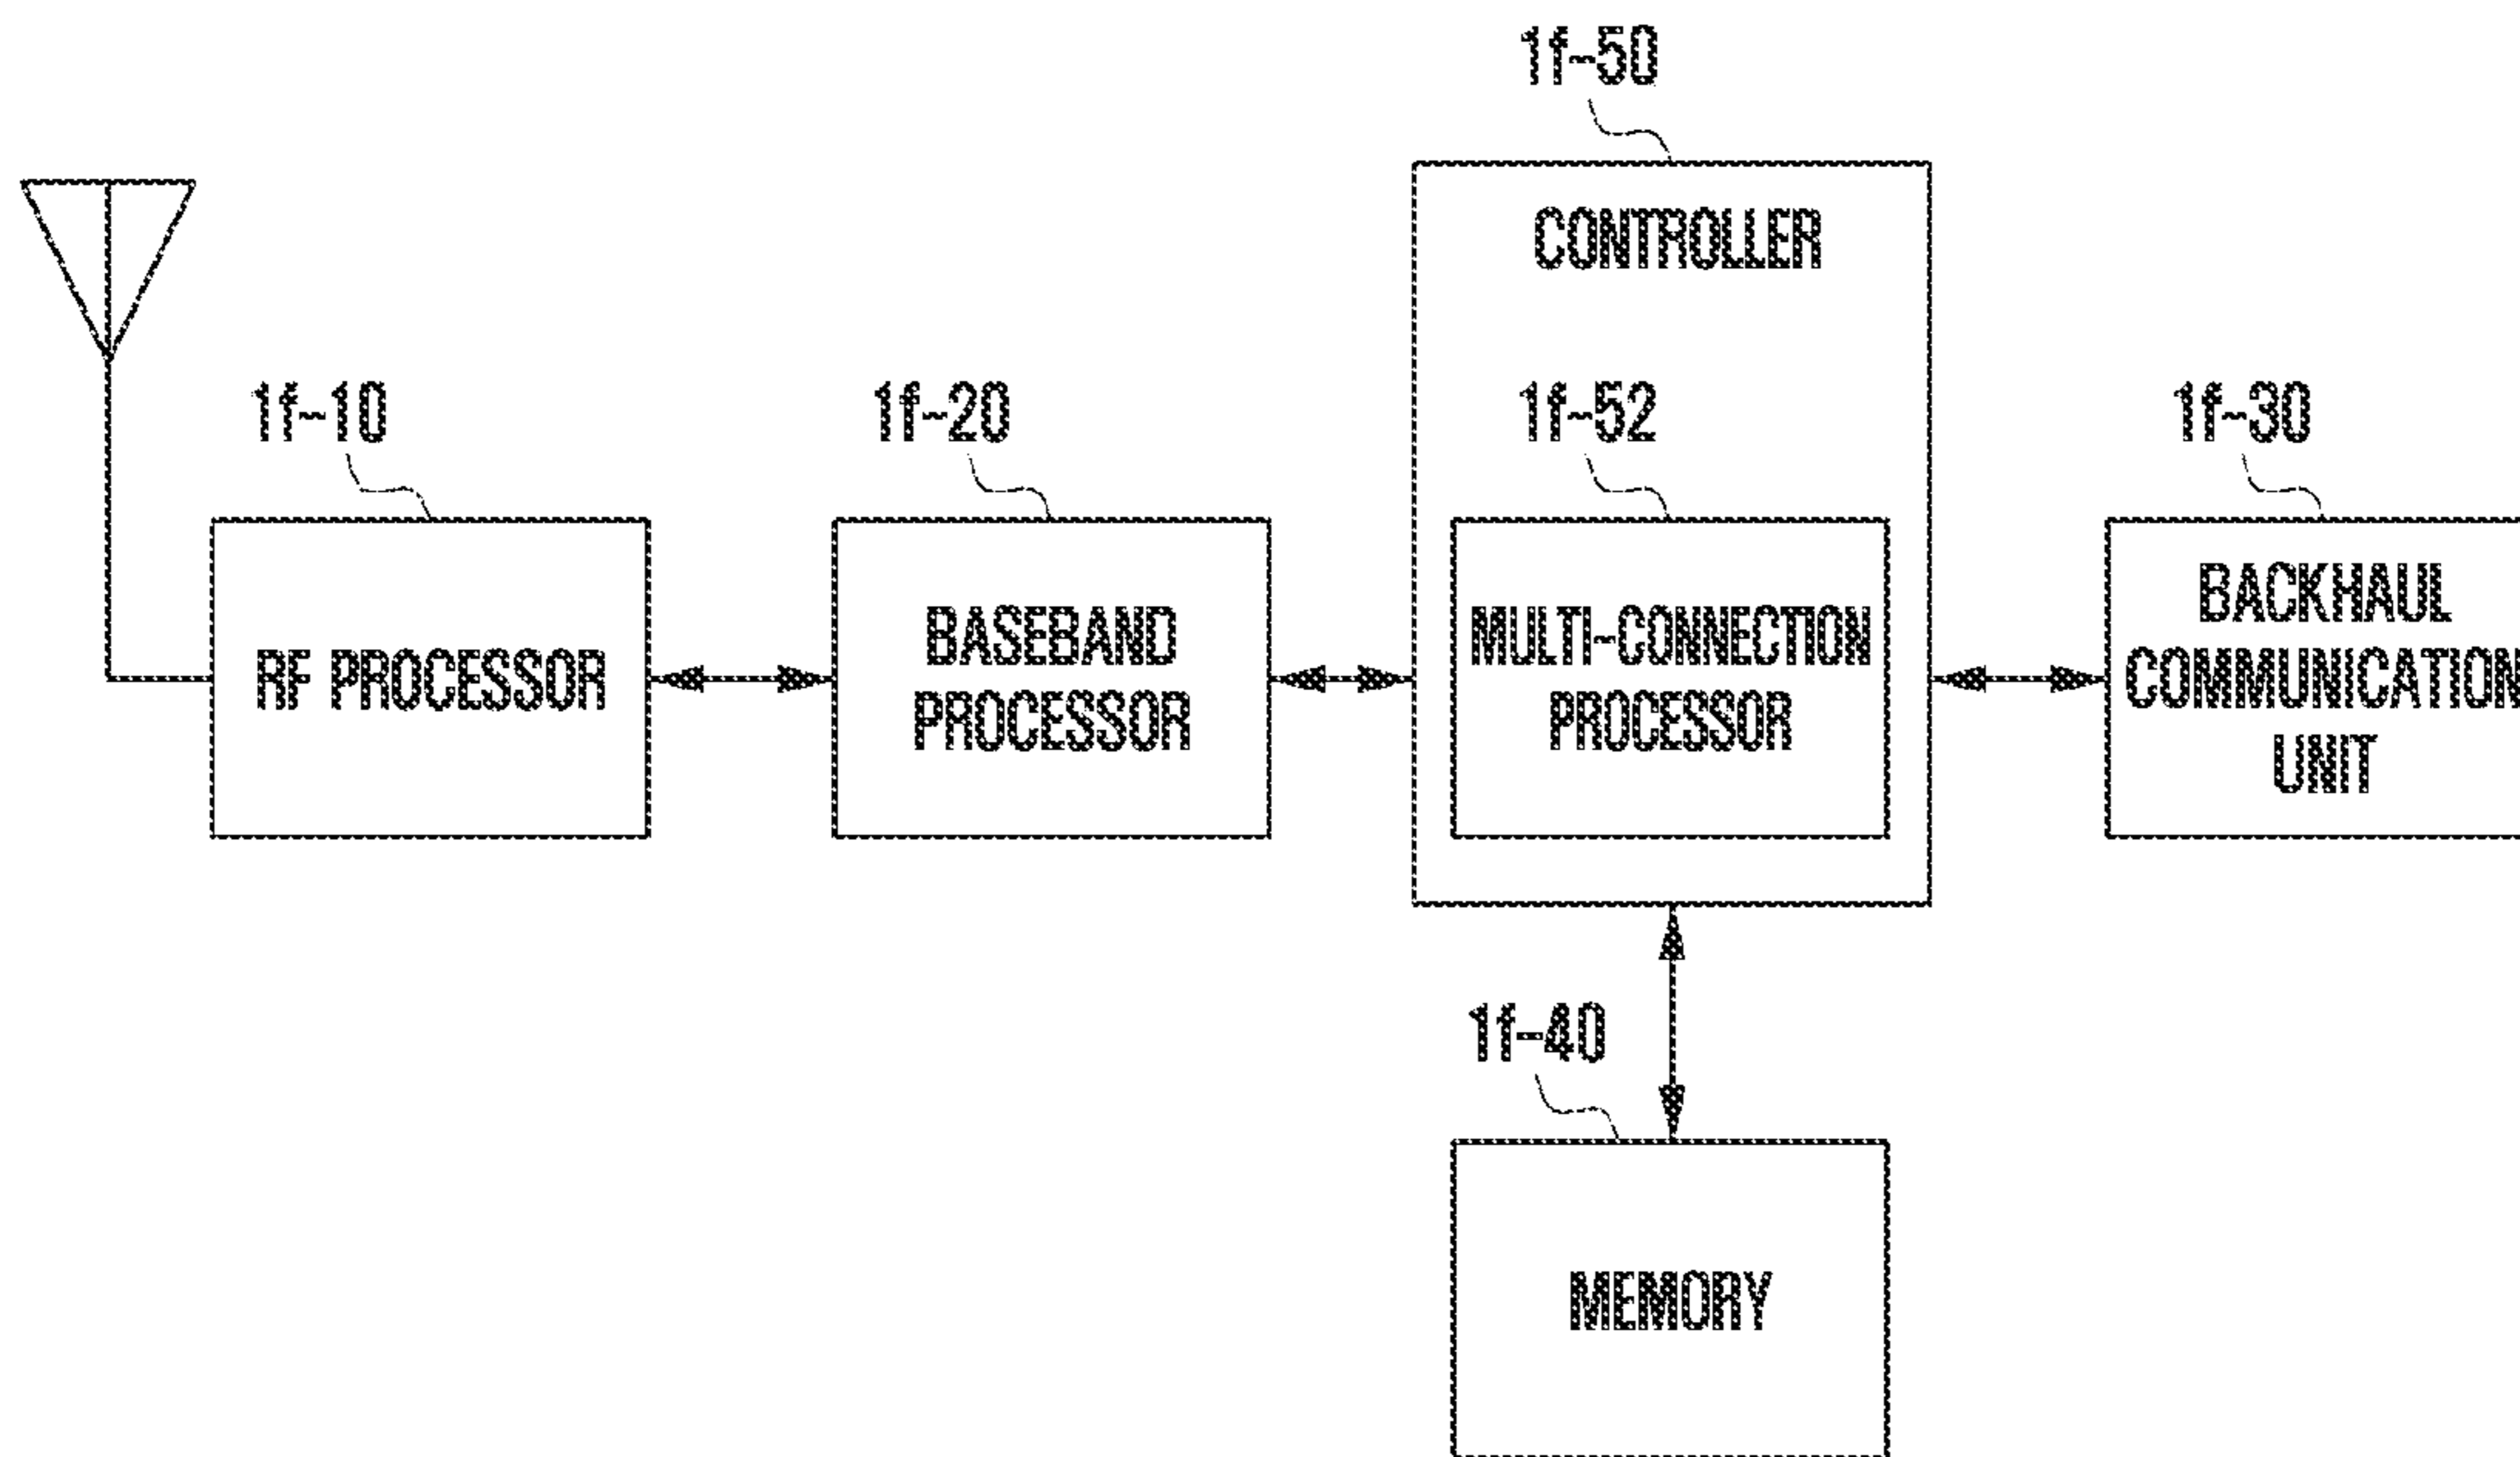 1f-50
CONTROLLER
1f-10
1f-20
1f-52
1f-30
RF PROCESSOR
BASEBAND
PROCESSOR
MULTI-CONNECTION
PROCESSOR
BACKHAUL
COMMUNICATION
UNIT
1f-40
MEMORY